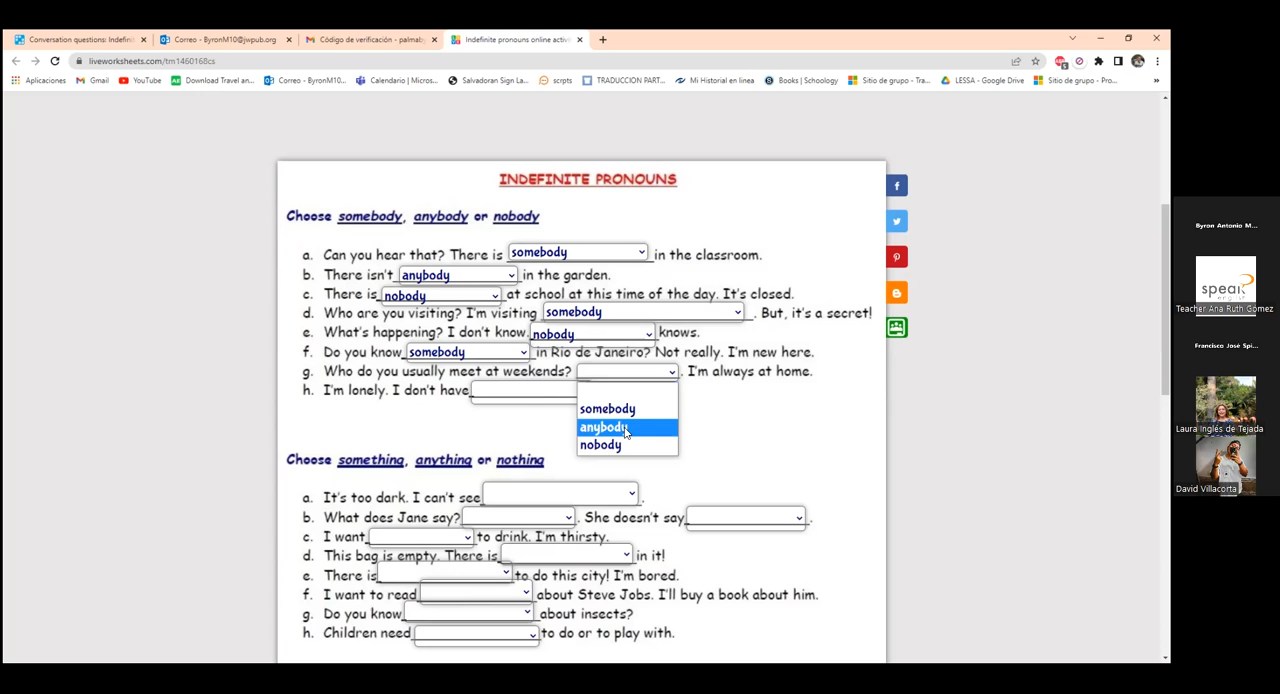 Conversation questions: Indefini
Correo - ByronM10@jwpub.org
Código de verificación - palmab
Indefinite pronouns online activ
liveworksheets.com/tm1460168cs
Aplicaciones
Gmail
YouTube
Download Travel an...
Correo - ByronM10...
Calendario | Micros...
Salvadoran Sign La...
scrpts
TRADUCCION PART...
Mi Historial en linea
Books | Schoology
Sitio de grupo - Tra...
LESSA - Google Drive
Sitio de grupo - Pro...
INDEFINITE PRONOUNS
Choose somebody, anybody or nobody
a. Can you hear that? There is somebody in the classroom.
b. There isn't anybody in the garden.
c. There is nobody at school at this time of the day. It's closed.
d. Who are you visiting? I'm visiting somebody . But, it's a secret!
e. What's happening? I don't know. nobody knows.
f. Do you know somebody in Rio de Janeiro? Not really. I'm new here.
g. Who do you usually meet at weekends? . I'm always at home.
h. I'm lonely. I don't have
somebody
anybody
nobody
Choose something, anything or nothing
a. It's too dark. I can't see .
b. What does Jane say? . She doesn't say .
c. I want to drink. I'm thirsty.
d. This bag is empty. There is in it!
e. There is to do this city! I'm bored.
f. I want to read about Steve Jobs. I'll buy a book about him.
g. Do you know about insects?
h. Children need to do or to play with.
Byron Antonio M...
speak
english
Teacher Ana Ruth Gomez
Francisco José Spi...
Laura Inglés de Tejada
David Villacorta